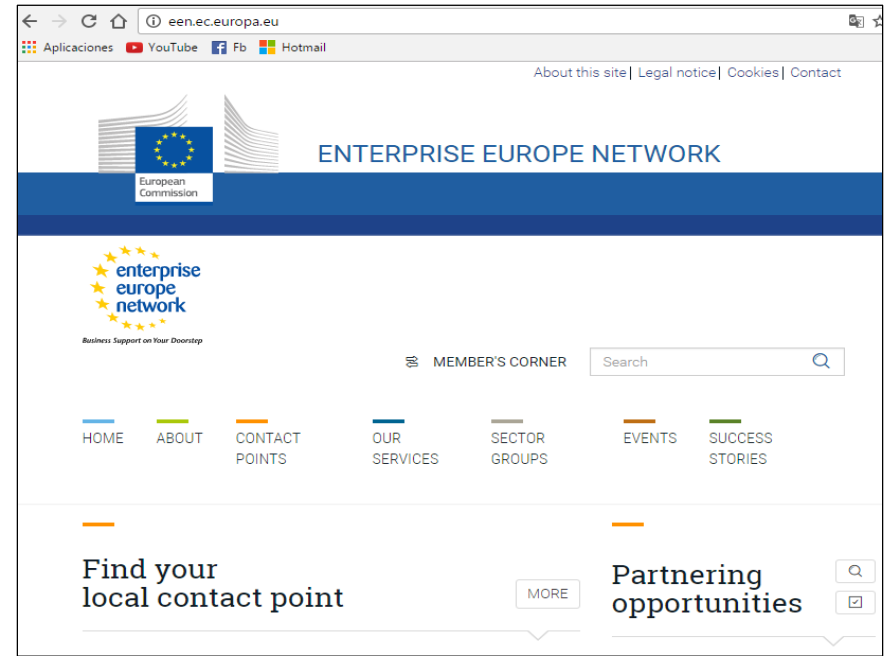 een.ec.europa.eu
Aplicaciones YouTube Fb Hotmail
About this site| Legal notice| Cookies| Contact
ENTERPRISE EUROPE NETWORK
European
Commission
enterprise
europe
network
Business Support on Your Doorstep
MEMBER'S CORNER Search
HOME ABOUT CONTACT POINTS OUR SERVICES SECTOR GROUPS EVENTS SUCCESS STORIES
Find your
local contact point
MORE
Partnering
opportunities